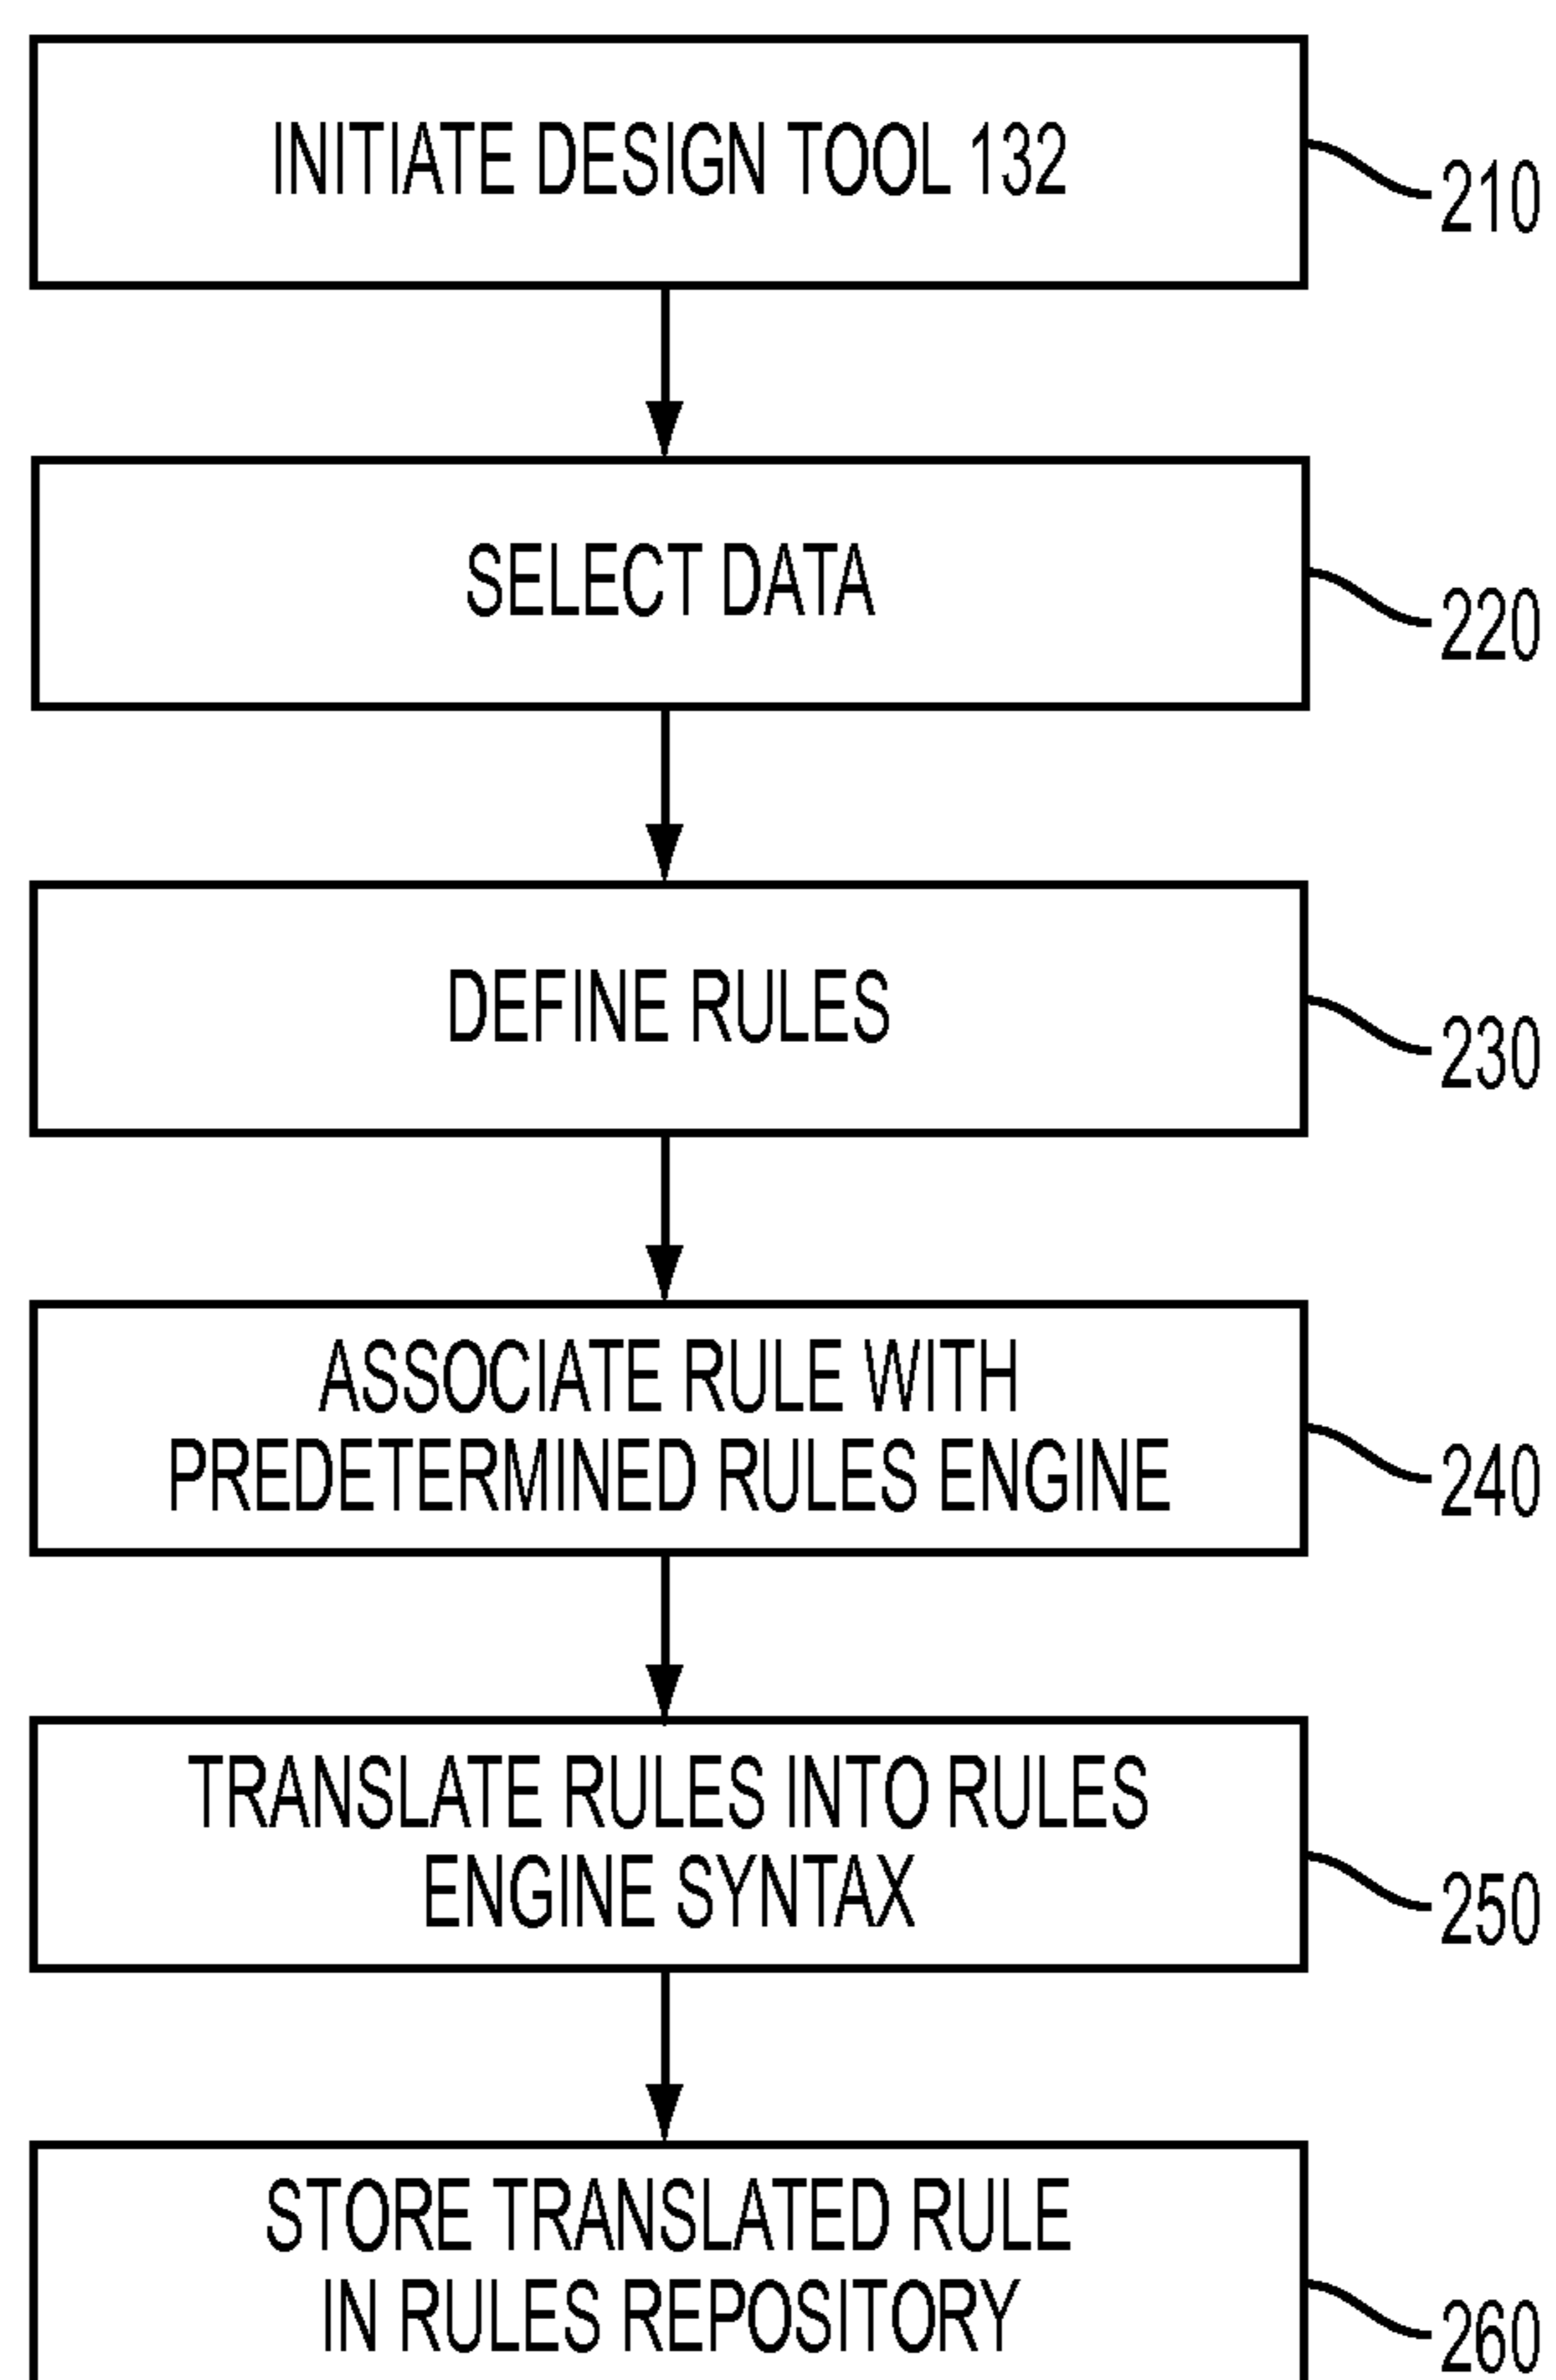 INITIATE DESIGN TOOL 132
210
SELECT DATA
220
DEFINE RULES
230
ASSOCIATE RULE WITH
PREDETERMINED RULES ENGINE
240
TRANSLATE RULES INTO RULES
ENGINE SYNTAX
250
STORE TRANSLATED RULE
IN RULES REPOSITORY
260